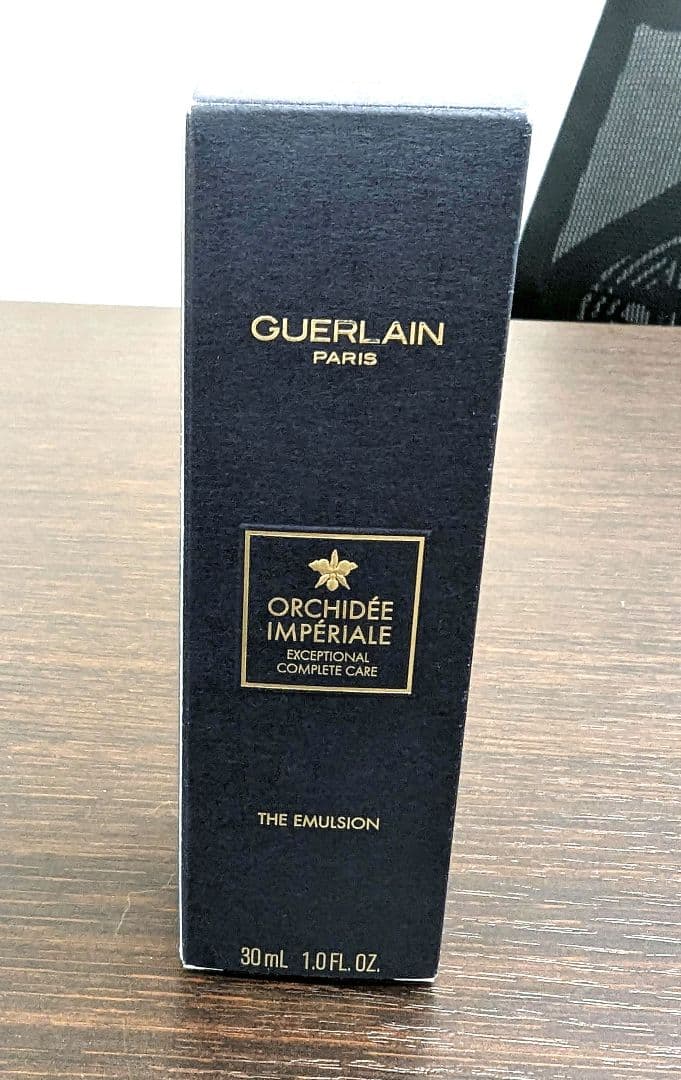 GUERLAIN
PARIS
ORCHIDÉE
IMPÉRIALE
EXCEPTIONAL
COMPLETE CARE
THE EMULSION
30 mL 1.0 FL. OZ.